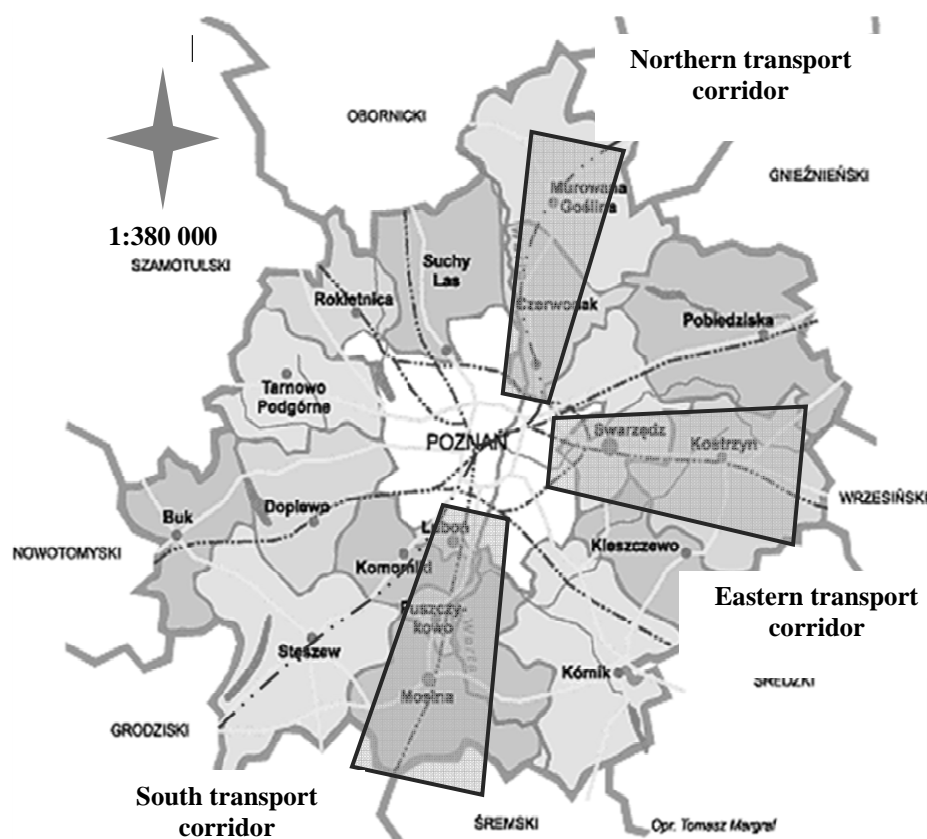 Northern transport
corridor
OBORNICKI
GNIEŹNIEŃSKI
Murowana
Goślina
1:380 000
SZAMOTULSKI
Suchy
Las
Rokietnica
Czerwonak
Pobiedziska
Tarnowo
Podgórne
POZNAŃ
Swarzędz
Kostrzyn
WRZESIŃSKI
Buk
Dopiewo
Luboń
NOWOTOMYSKI
Komorniki
Kleszczewo
Puszczy-
kowo
Warta
Eastern transport
corridor
Stęszew
Kórnik
Mosina
ŚREDZKI
GRODZISKI
South transport
corridor
ŚREMSKI
Opr. Tomasz Margraf